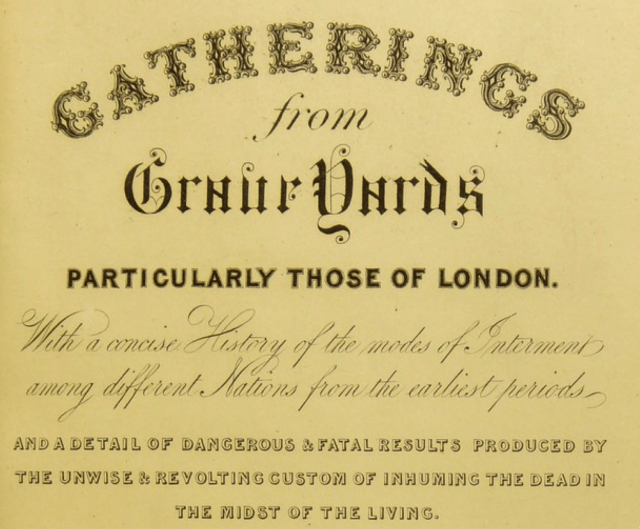 GATHERINGS
from
Grave Yards
PARTICULARLY THOSE OF LONDON.
With a concise History of the modes of Interment
among different Nations from the earliest periods
AND A DETAIL OF DANGEROUS & FATAL RESULTS PRODUCED BY
THE UNWISE & REVOLTING CUSTOM OF INHUMING THE DEAD IN
THE MIDST OF THE LIVING.